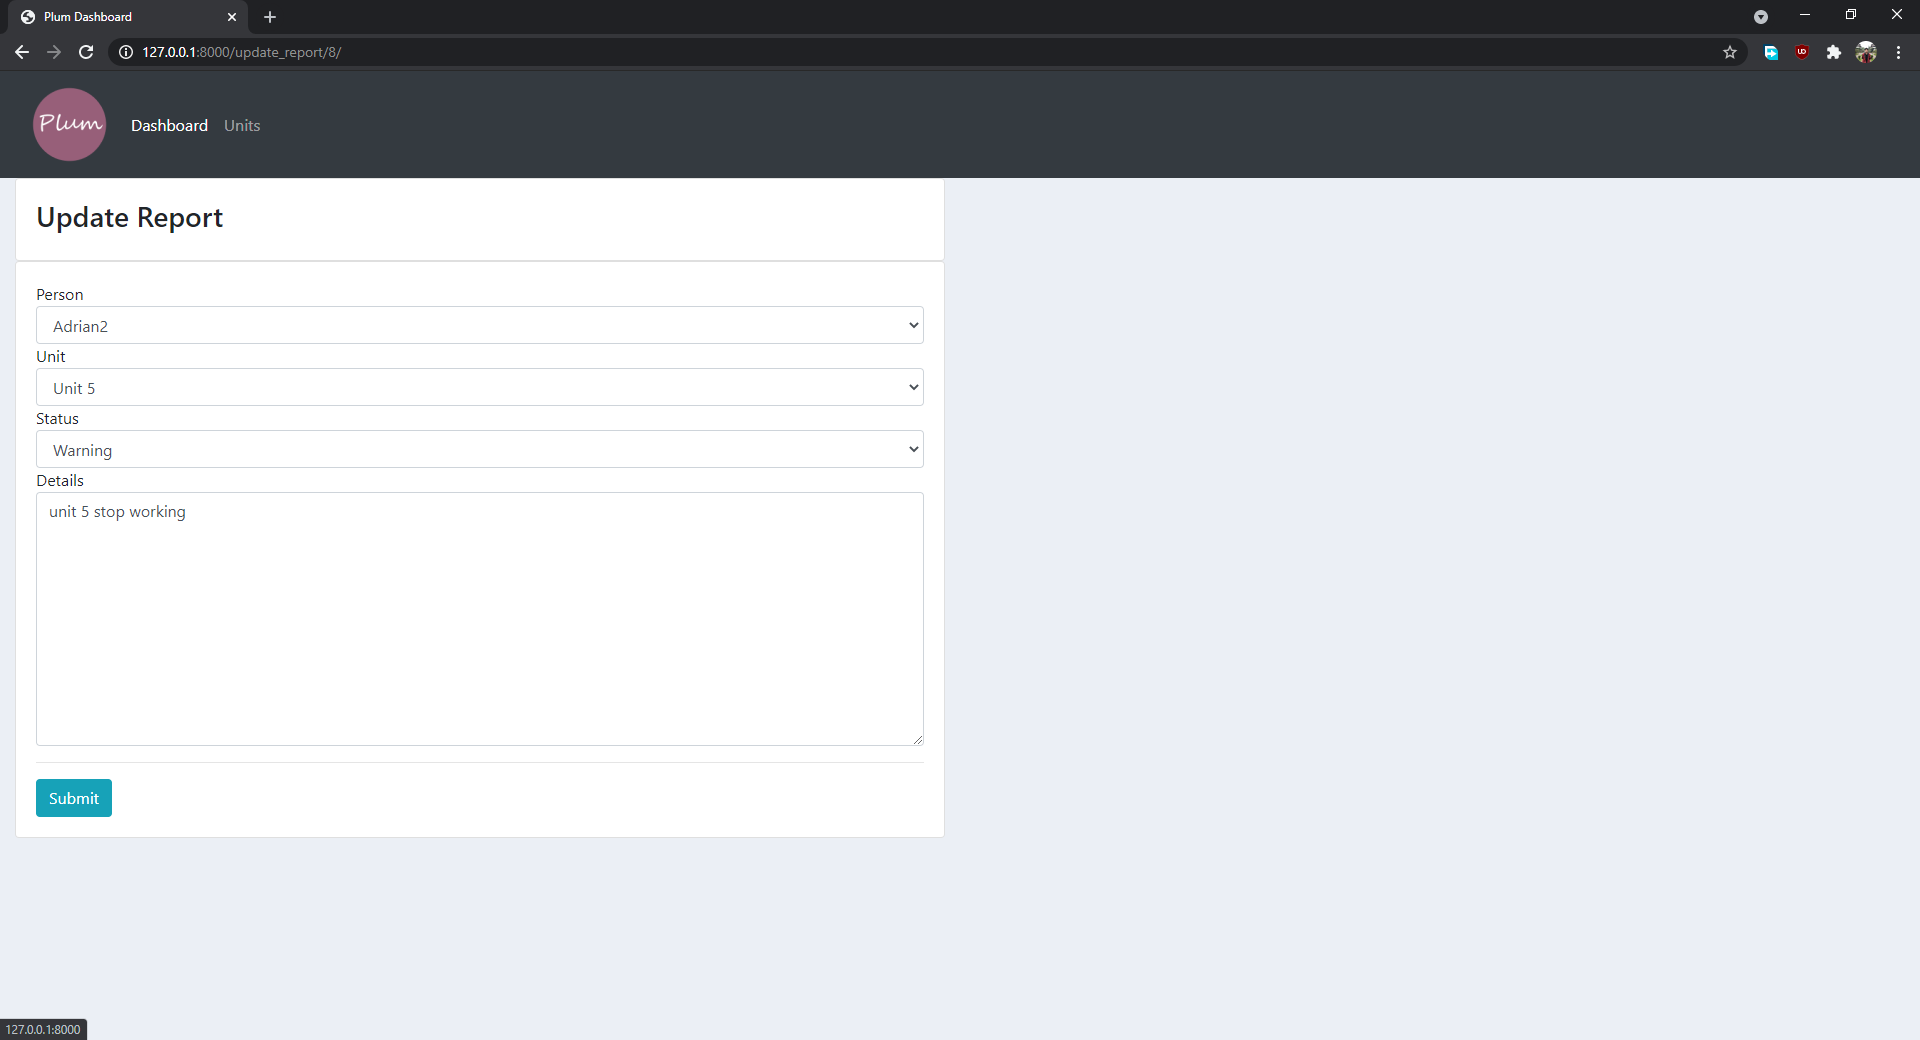 Plum Dashboard
127.0.0.1:8000/update_report/8/
Plum
Dashboard Units
Update Report
Person
Adrian2
Unit
Unit 5
Status
Warning
Details
unit 5 stop working
Submit
127.0.0.1:8000